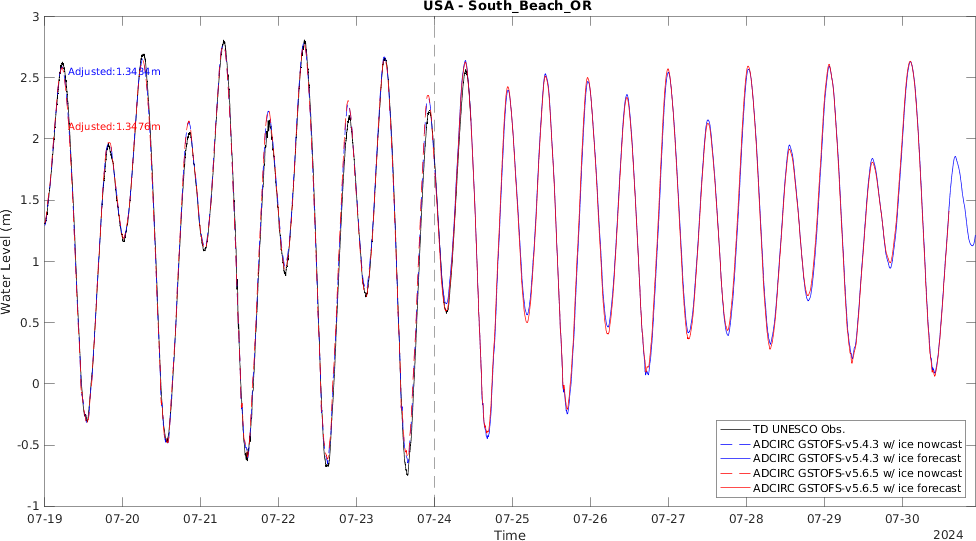 USA - South_Beach_OR
3
2.5
2
1.5
1
0.5
0
-0.5
-1
Water Level (m)
Adjusted:1.3484m
Adjusted:1.3476m
TD UNESCO Obs.
ADCIRC GSTOFS-v5.4.3 w/ ice nowcast
ADCIRC GSTOFS-v5.4.3 w/ ice forecast
ADCIRC GSTOFS-v5.6.5 w/ ice nowcast
ADCIRC GSTOFS-v5.6.5 w/ ice forecast
07-19 07-20 07-21 07-22 07-23 07-24 07-25 07-26 07-27 07-28 07-29 07-30
Time
2024